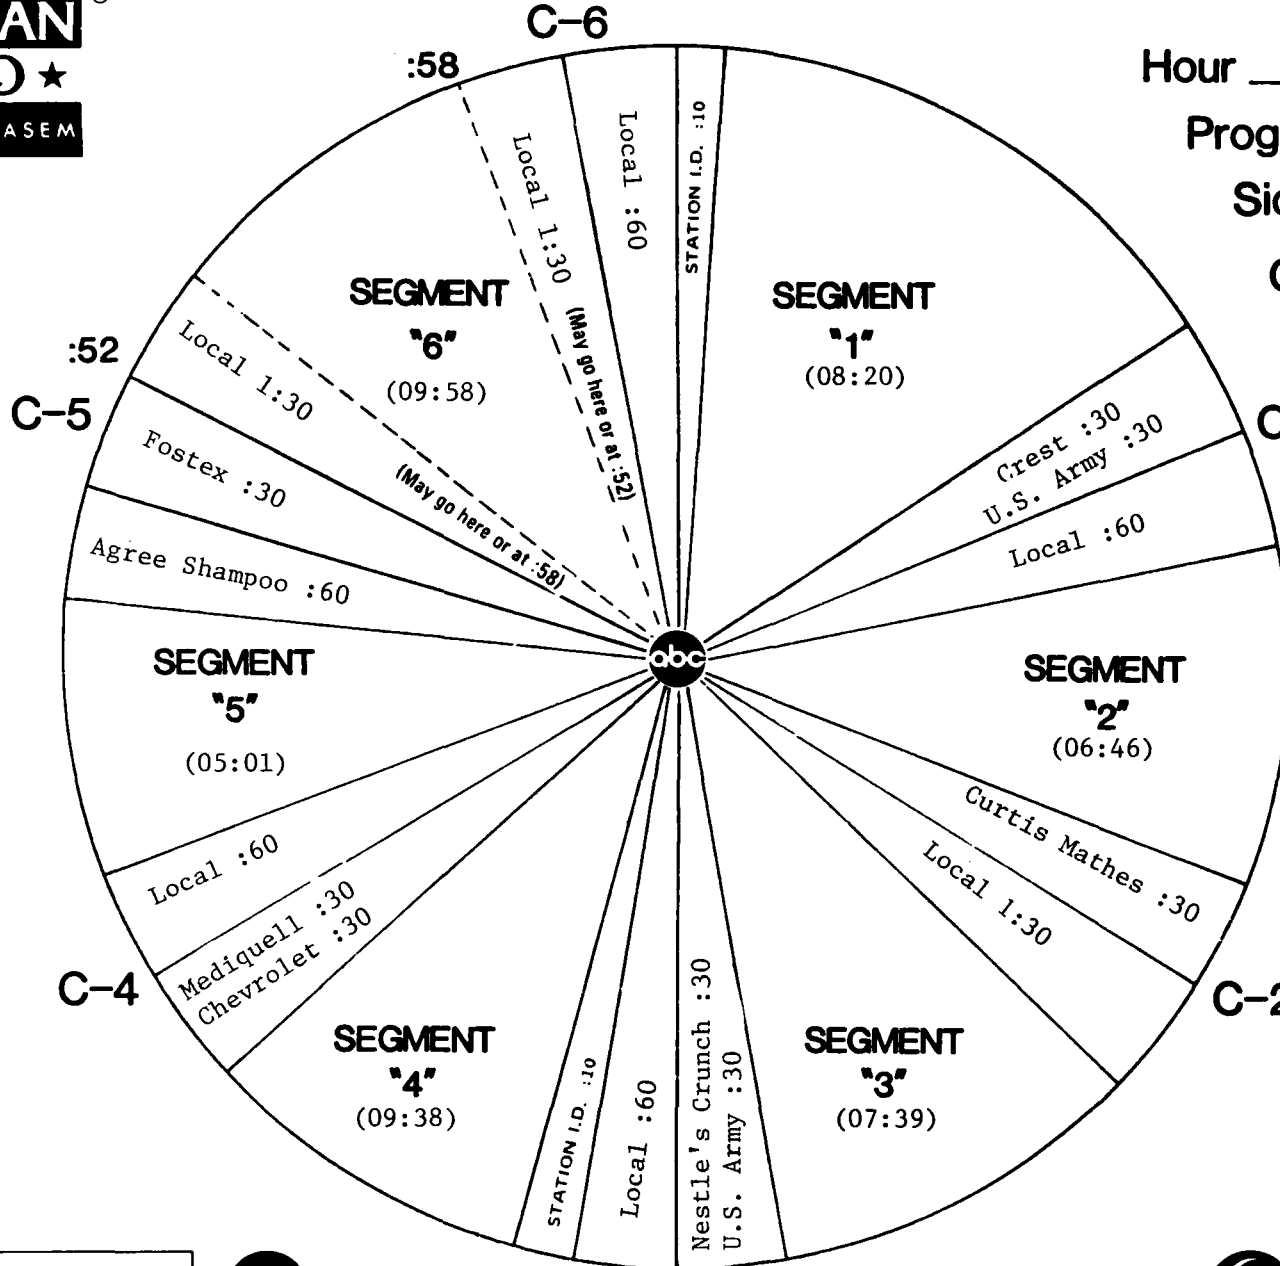 AN
ASEM
C-6
:58
Hour
Prog
Local :60
STATION I.D. :10
SEGMENT
"1"
(08:20)
Crest :30
U.S. Army :30
Local :60
SEGMENT
"2"
(06:46)
Curtis Mathes :30
C-2
Local 1:30
SEGMENT
"3"
(07:39)
Nestle's Crunch :30
U.S. Army :30
Local :60
STATION I.D. :10
SEGMENT
"4"
(09:38)
C-4
Mediquell :30
Chevrolet :30
Local :60
SEGMENT
"5"
(05:01)
Agree Shampoo :60
Fostex :30
C-5
:52
Local 1:30
(May go here or at :58)
SEGMENT
"6"
(09:58)
Local 1:30
(May go here or at :52)
abc